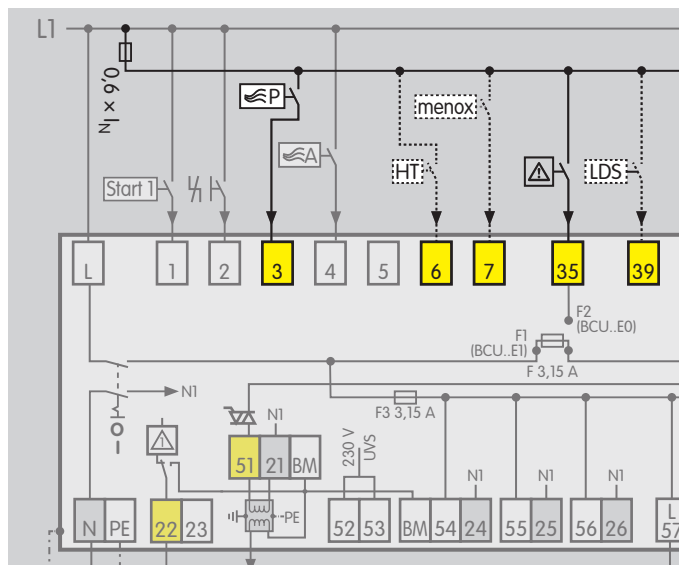 L1
0,6 × IN
P
menox
A
HT
LDS
Start 1
L
1
2
3
4
5
6
7
35
39
F2
(BCU..E0)
F1
(BCU..E1)
F 3,15 A
N1
F3 3,15 A
O
I
N1
230 V
UVS
N1
N1
N1
51
21
BM
PE
N
PE
22
23
52
53
BM
54
24
55
25
56
26
L
57